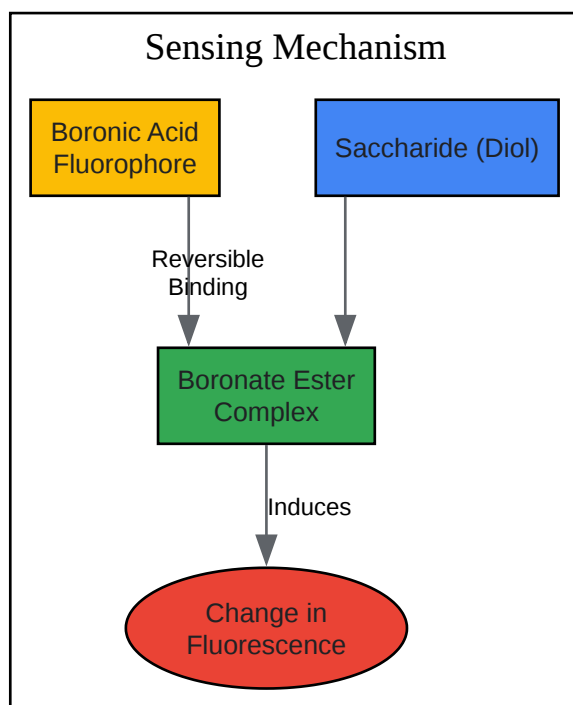 Sensing Mechanism
Boronic Acid
Fluorophore
Saccharide (Diol)
Reversible
Binding
Boronate Ester
Complex
Induces
Change in
Fluorescence